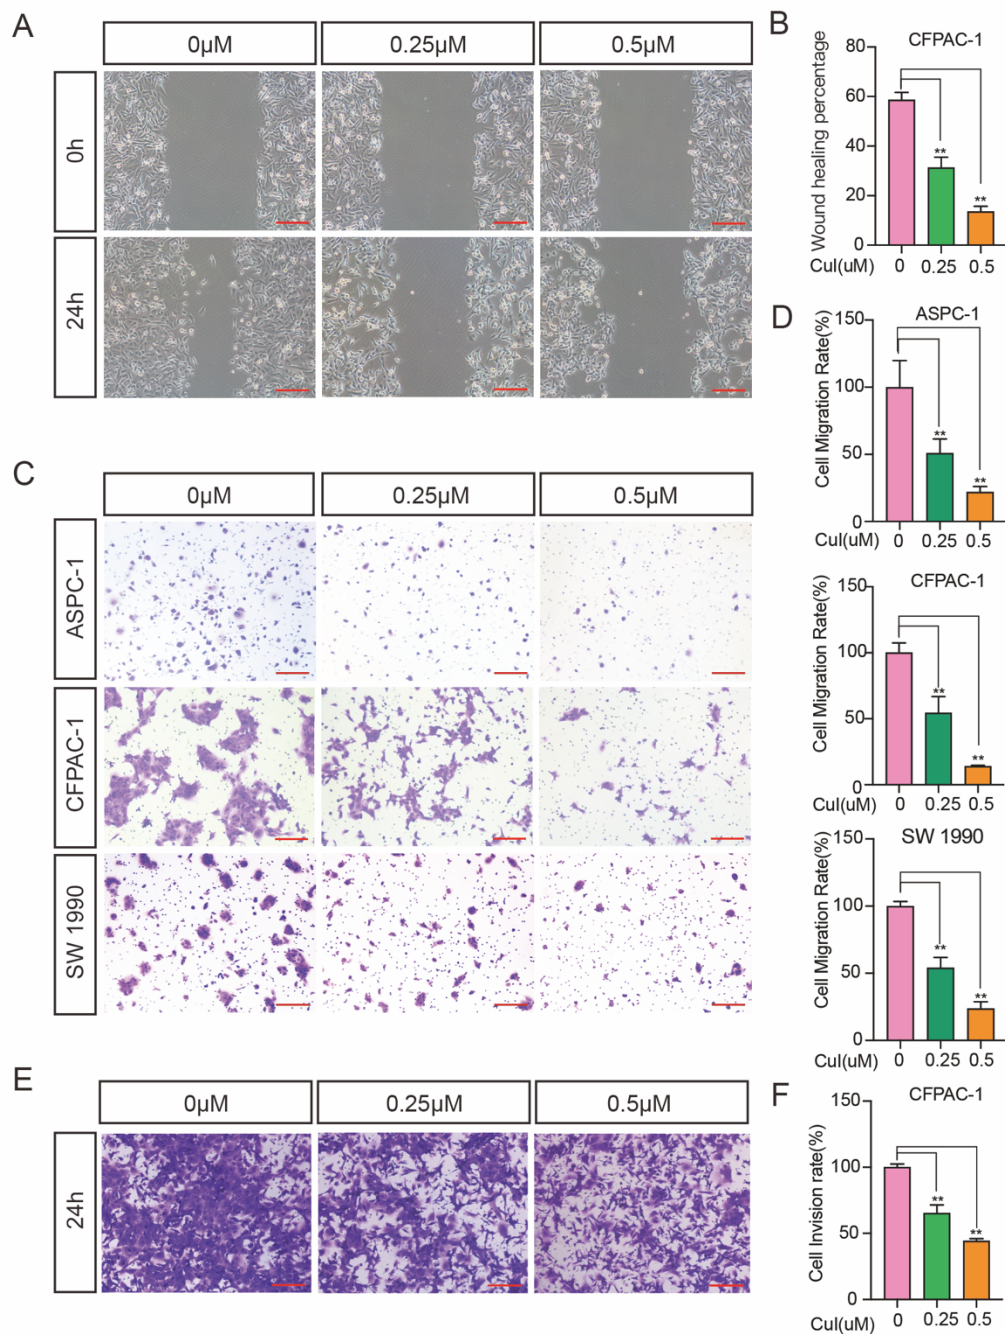 A
0µM
0.25µM
0.5µM
0h
24h
B
CFPAC-1
Wound healing percentage
80
60
40
20
0
**
**
CuI(uM)
0
0.25
0.5
C
0µM
0.25µM
0.5µM
ASPC-1
CFPAC-1
SW 1990
D
ASPC-1
Cell Migration Rate(%)
150
100
50
0
**
**
CuI(uM)
0
0.25
0.5
CFPAC-1
Cell Migration Rate(%)
150
100
50
0
**
**
CuI(uM)
0
0.25
0.5
SW 1990
Cell Migration Rate(%)
150
100
50
0
**
**
CuI(uM)
0
0.25
0.5
E
0µM
0.25µM
0.5µM
24h
F
CFPAC-1
Cell Invision rate(%)
150
100
50
0
**
**
CuI(uM)
0
0.25
0.5